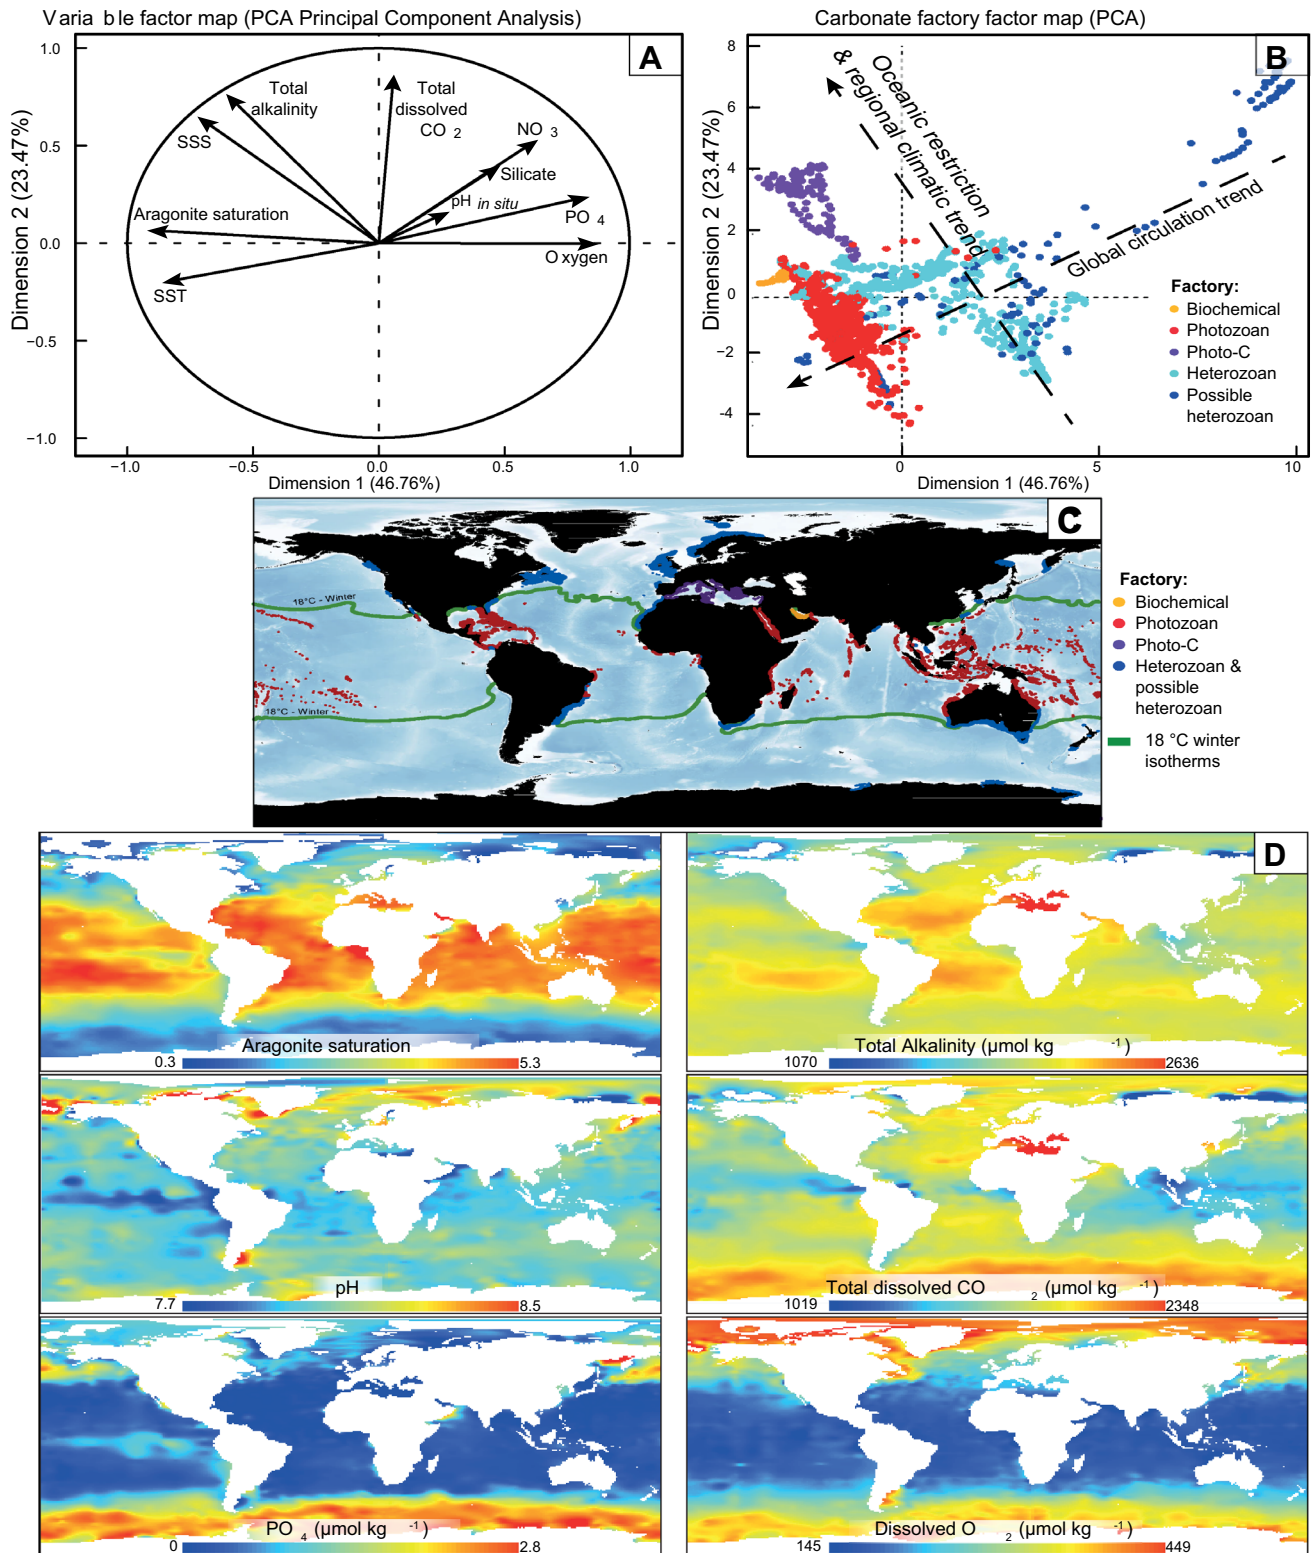 Varia ble factor map (PCA Principal Component Analysis)
A
1.0
0.5
0.0
−0.5
−1.0
Dimension 2 (23.47%)
Total
alkalinity
SSS
Total
dissolved
CO 2
NO 3
Silicate
pH in situ
PO 4
Aragonite saturation
O xygen
SST
−1.0
−0.5
0.0
0.5
1.0
Dimension 1 (46.76%)
Carbonate factory factor map (PCA)
B
8
6
4
2
0
−2
-4
Dimension 2 (23.47%)
Oceanic restriction
& regional climatic trend
Global circulation trend
Factory:
Biochemical
Photozoan
Photo-C
Heterozoan
Possible
heterozoan
0
5
10
Dimension 1 (46.76%)
C
18°C - Winter
18°C - Winter
Factory:
Biochemical
Photozoan
Photo-C
Heterozoan &
possible
heterozoan
18 °C winter
isotherms
D
Aragonite saturation
0.3
5.3
Total Alkalinity (µmol kg -1)
1070
2636
pH
7.7
8.5
Total dissolved CO 2 (µmol kg -1)
1019
2348
PO 4 (µmol kg -1)
0
2.8
Dissolved O 2 (µmol kg -1)
145
449